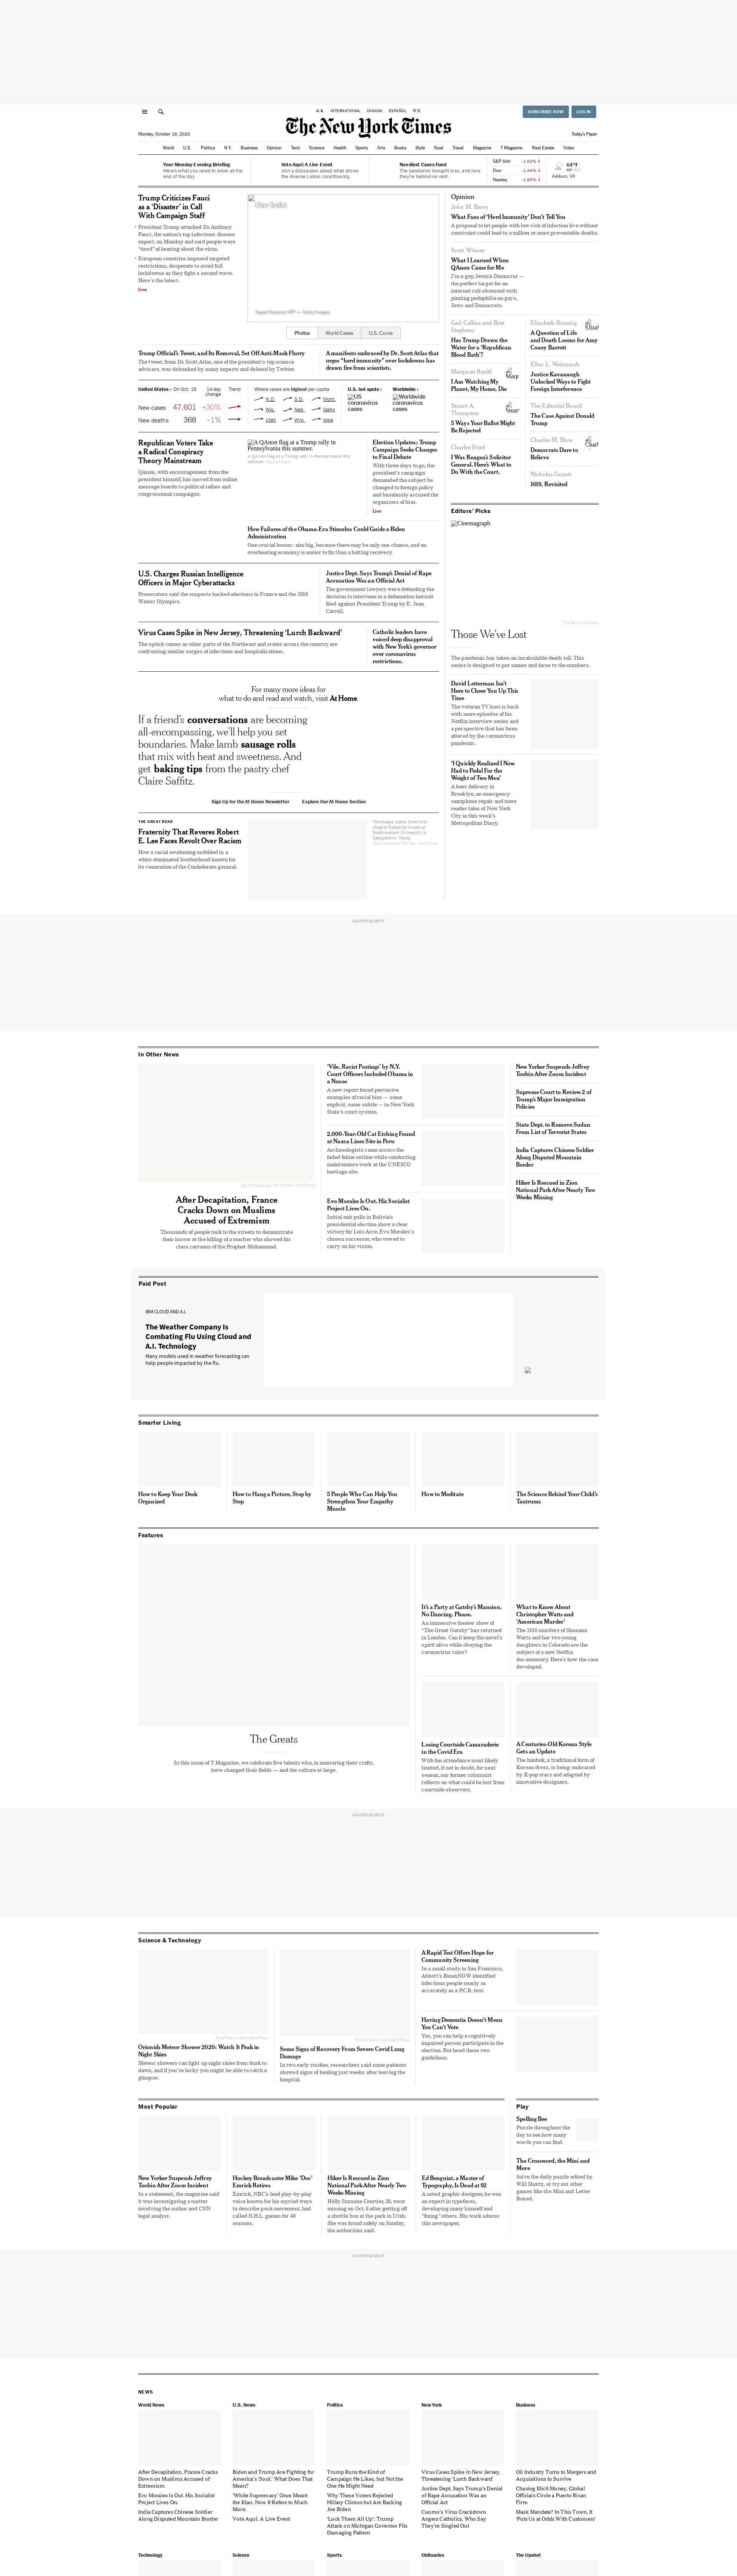 U.S. INTERNATIONAL CANADA ESPAÑOL 中文
SUBSCRIBE NOW LOG IN
The New York Times
Monday, October 19, 2020
Today's Paper
World U.S. Politics N.Y. Business Opinion Tech Science Health Sports Arts Books Style Food Travel Magazine T Magazine Real Estate Video
Your Monday Evening Briefing
Here's what you need to know at the
end of the day.
Vote Aquí: A Live Event
Join a discussion about what drives
the diverse Latino constituency.
Neediest Cases Fund
The pandemic brought loss, and now
they're behind on rent.
S&P 500 -1.63%
Dow -1.44%
Nasdaq -1.65%
64°F
Ashburn, VA
Trump Criticizes Fauci
as a 'Disaster' in Call
With Campaign Staff
• President Trump attacked Dr. Anthony
Fauci, the nation's top infectious disease
expert, on Monday and said people were
"tired" of hearing about the virus.
• European countries imposed targeted
restrictions, desperate to avoid full
lockdowns as they fight a second wave.
Here's the latest.
Live
Photos World Cases U.S. Curve
Trump Official's Tweet, and Its Removal, Set Off Anti-Mask Flurry
The tweet, from Dr. Scott Atlas, one of the president's top science
advisers, was debunked by many experts and deleted by Twitter.
A manifesto embraced by Dr. Scott Atlas that
urges "herd immunity" over lockdowns has
drawn fire from scientists.
United States › On Oct. 18 14-day
change Trend
New cases 47,601 +30%
New deaths 368 –1%
Where cases are highest per capita
N.D. S.D. Mont.
Wis. Neb. Idaho
Utah Wyo. Iowa
U.S. hot spots ›
US
coronavirus
cases
Worldwide ›
Worldwide
coronavirus
cases
Republican Voters Take
a Radical Conspiracy
Theory Mainstream
QAnon, with encouragement from the
president himself, has moved from online
message boards to political rallies and
congressional campaigns.
A QAnon flag at a Trump rally in
Pennsylvania this summer.
A QAnon flag at a Trump rally in Pennsylvania this
summer.
Election Updates: Trump
Campaign Seeks Changes
to Final Debate
With three days to go, the
president's campaign
demanded the subject be
changed to foreign policy
and baselessly accused the
organizers of bias.
Live
How Failures of the Obama-Era Stimulus Could Guide a Biden
Administration
One crucial lesson: aim big, because there may be only one chance, and an
overheating economy is easier to fix than a halting recovery.
U.S. Charges Russian Intelligence
Officers in Major Cyberattacks
Prosecutors said the suspects hacked elections in France and the 2018
Winter Olympics.
Justice Dept. Says Trump's Denial of Rape
Accusation Was an Official Act
The government lawyers were defending the
decision to intervene in a defamation lawsuit
filed against President Trump by E. Jean
Carroll.
Virus Cases Spike in New Jersey, Threatening 'Lurch Backward'
The uptick comes as other parts of the Northeast and states across the country are
confronting similar surges of infections and hospitalizations.
Catholic leaders have
voiced deep disapproval
with New York's governor
over coronavirus
restrictions.
For many more ideas for
what to do and read and watch, visit At Home.
If a friend's conversations are becoming
all-encompassing, we'll help you set
boundaries. Make lamb sausage rolls
that mix with heat and sweetness. And
get baking tips from the pastry chef
Claire Saffitz.
Sign Up for the At Home Newsletter Explore Our At Home Section
THE GREAT READ
Fraternity That Reveres Robert
E. Lee Faces Revolt Over Racism
How a racial awakening unfolded in a
white-dominated brotherhood known for
its veneration of the Confederate general.
The Kappa Alpha Order's Xi
chapter fraternity house at
Southwestern University in
Georgetown, Texas.
Opinion
John M. Barry
What Fans of 'Herd Immunity' Don't Tell You
A proposal to let people with low risk of infection live without
constraint could lead to a million or more preventable deaths.
Scott Wiener
What I Learned When
QAnon Came for Me
I'm a gay, Jewish Democrat —
the perfect target for an
internet cult obsessed with
pinning pedophilia on gays,
Jews and Democrats.
Gail Collins and Bret
Stephens
Has Trump Drawn the
Water for a 'Republican
Blood Bath'?
Margaret Renkl
I Am Watching My
Planet, My Home, Die
Stuart A.
Thompson
5 Ways Your Ballot Might
Be Rejected
Charles Fried
I Was Reagan's Solicitor
General. Here's What to
Do With the Court.
Elizabeth Bruenig
A Question of Life
and Death Looms for Amy
Coney Barrett
Ellen L. Weintraub
Justice Kavanaugh
Unlocked Ways to Fight
Foreign Interference
The Editorial Board
The Case Against Donald
Trump
Charles M. Blow
Democrats Dare to
Believe
Nicholas Guyatt
1619, Revisited
Editors' Picks
Cinemagraph
The New York Times
Those We've Lost
The pandemic has taken an incalculable death toll. This
series is designed to put names and faces to the numbers.
David Letterman Isn't
Here to Cheer You Up This
Time
The veteran TV host is back
with more episodes of his
Netflix interview series and
a perspective that has been
altered by the coronavirus
pandemic.
'I Quickly Realized I Now
Had to Pedal For the
Weight of Two Men'
A beer delivery in
Brooklyn, an emergency
saxophone repair and more
reader tales of New York
City in this week's
Metropolitan Diary.
ADVERTISEMENT
In Other News
After Decapitation, France
Cracks Down on Muslims
Accused of Extremism
Thousands of people took to the streets to demonstrate
their horror at the killing of a teacher who showed his
class cartoons of the Prophet Muhammad.
'Vile, Racist Postings' by N.Y.
Court Officers Included Obama in
a Noose
A new report found pervasive
examples of racial bias — some
explicit, some subtle — in New York
State's court system.
2,000-Year-Old Cat Etching Found
at Nazca Lines Site in Peru
Archaeologists came across the
faded feline outline while conducting
maintenance work at the UNESCO
heritage site.
Evo Morales Is Out. His Socialist
Project Lives On.
Initial exit polls in Bolivia's
presidential election show a clear
victory for Luis Arce, Evo Morales's
chosen successor, who vowed to
carry on his vision.
New Yorker Suspends Jeffrey
Toobin After Zoom Incident
Supreme Court to Review 2 of
Trump's Major Immigration
Policies
State Dept. to Remove Sudan
From List of Terrorist States
India Captures Chinese Soldier
Along Disputed Mountain
Border
Hiker Is Rescued in Zion
National Park After Nearly Two
Weeks Missing
Paid Post
IBM CLOUD AND A.I.
The Weather Company Is
Combating Flu Using Cloud and
A.I. Technology
Many models used in weather forecasting can
help people impacted by the flu.
Smarter Living
How to Keep Your Desk
Organized
How to Hang a Picture, Step by
Step
5 People Who Can Help You
Strengthen Your Empathy
Muscle
How to Meditate
The Science Behind Your Child's
Tantrums
Features
The Greats
In this issue of T Magazine, we celebrate five talents who, in mastering their crafts,
have changed their fields — and the culture at large.
It's a Party at Gatsby's Mansion.
No Dancing, Please.
An immersive theater show of
"The Great Gatsby" has returned
in London. Can it keep the novel's
spirit alive while obeying the
coronavirus rules?
What to Know About
Christopher Watts and
'American Murder'
The 2018 murders of Shanann
Watts and her two young
daughters in Colorado are the
subject of a new Netflix
documentary. Here's how the case
developed.
Losing Courtside Camaraderie
in the Covid Era
With fan attendance most likely
limited, if not in doubt, for next
season, our former columnist
reflects on what could be lost from
courtside observers.
A Centuries-Old Korean Style
Gets an Update
The hanbok, a traditional form of
Korean dress, is being embraced
by K-pop stars and adapted by
innovative designers.
ADVERTISEMENT
Science & Technology
Orionids Meteor Shower 2020: Watch It Peak in
Night Skies
Meteor showers can light up night skies from dusk to
dawn, and if you're lucky you might be able to catch a
glimpse.
Some Signs of Recovery From Severe Covid Lung
Damage
In two early studies, researchers said some patients
showed signs of healing just weeks after leaving the
hospital.
A Rapid Test Offers Hope for
Community Screening
In a small study in San Francisco,
Abbott's BinaxNOW identified
infectious people nearly as
accurately as a P.C.R. test.
Having Dementia Doesn't Mean
You Can't Vote
Yes, you can help a cognitively
impaired person participate in the
election. But heed these two
guidelines.
Most Popular
New Yorker Suspends Jeffrey
Toobin After Zoom Incident
In a statement, the magazine said
it was investigating a matter
involving the author and CNN
legal analyst.
Hockey Broadcaster Mike 'Doc'
Emrick Retires
Emrick, NBC's lead play-by-play
voice known for his myriad ways
to describe puck movement, had
called N.H.L. games for 40
seasons.
Hiker Is Rescued in Zion
National Park After Nearly Two
Weeks Missing
Holly Suzanne Courtier, 38, went
missing on Oct. 6 after getting off
a shuttle bus at the park in Utah.
She was found safely on Sunday,
the authorities said.
Ed Benguiat, a Master of
Typography, Is Dead at 92
A noted graphic designer, he was
an expert in typefaces,
developing many himself and
"fixing" others. His work adorns
this newspaper.
Play
Spelling Bee
Puzzle throughout the
day to see how many
words you can find.
The Crossword, the Mini and
More
Solve the daily puzzle edited by
Will Shortz, or try out other
games like the Mini and Letter
Boxed.
ADVERTISEMENT
NEWS
World News
After Decapitation, France Cracks
Down on Muslims Accused of
Extremism
Evo Morales Is Out. His Socialist
Project Lives On.
India Captures Chinese Soldier
Along Disputed Mountain Border
U.S. News
Biden and Trump Are Fighting for
America's 'Soul.' What Does That
Mean?
'White Supremacy' Once Meant
the Klan. Now It Refers to Much
More.
Vote Aquí: A Live Event
Politics
Trump Runs the Kind of
Campaign He Likes, but Not the
One He Might Need
Why These Voters Rejected
Hillary Clinton but Are Backing
Joe Biden
'Lock Them All Up': Trump
Attack on Michigan Governor Fits
Damaging Pattern
New York
Virus Cases Spike in New Jersey,
Threatening 'Lurch Backward'
Justice Dept. Says Trump's Denial
of Rape Accusation Was an
Official Act
Cuomo's Virus Crackdown
Angers Catholics, Who Say
They're Singled Out
Business
Oil Industry Turns to Mergers and
Acquisitions to Survive
Chasing Illicit Money, Global
Officials Circle a Puerto Rican
Firm
Mask Mandate? In This Town, It
'Puts Us at Odds With Customers'
Technology
Science
Sports
Obituaries
The Upshot